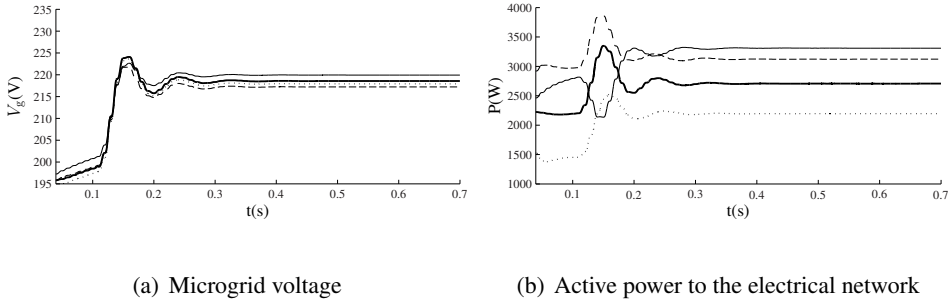 235
230
225
220
215
210
205
200
195
V_g(V)
0.1 0.2 0.3 0.4 0.5 0.6 0.7
t(s)
4000
3500
3000
2500
2200
1500
1000
P(W)
0.1 0.2 0.3 0.4 0.5 0.6 0.7
t(s)
(a) Microgrid voltage
(b) Active power to the electrical network